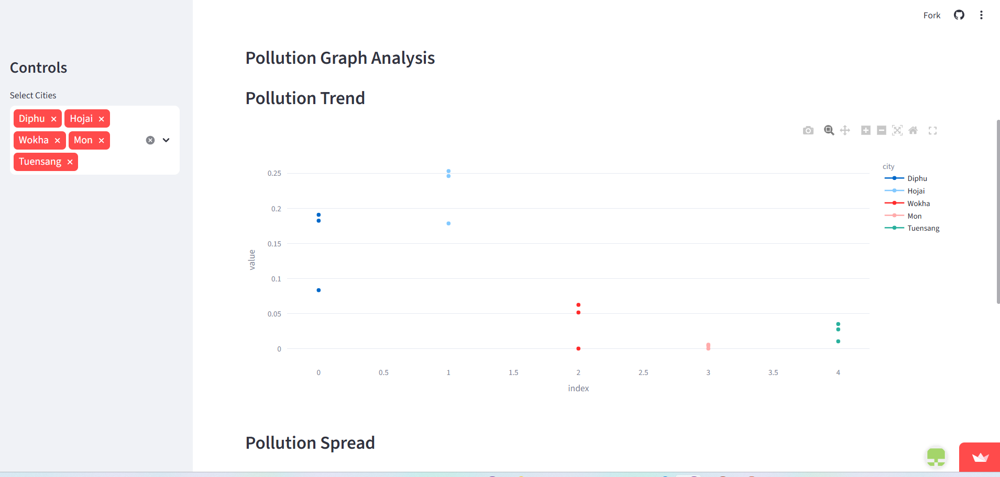 Fork
Controls
Select Cities
Diphu
Hojai
Wokha
Mon
Tuensang
Pollution Graph Analysis
Pollution Trend
0.25
0.2
0.15
0.1
0.05
0
value
0
0.5
1
1.5
2
2.5
3
3.5
4
index
city
Diphu
Hojai
Wokha
Mon
Tuensang
Pollution Spread